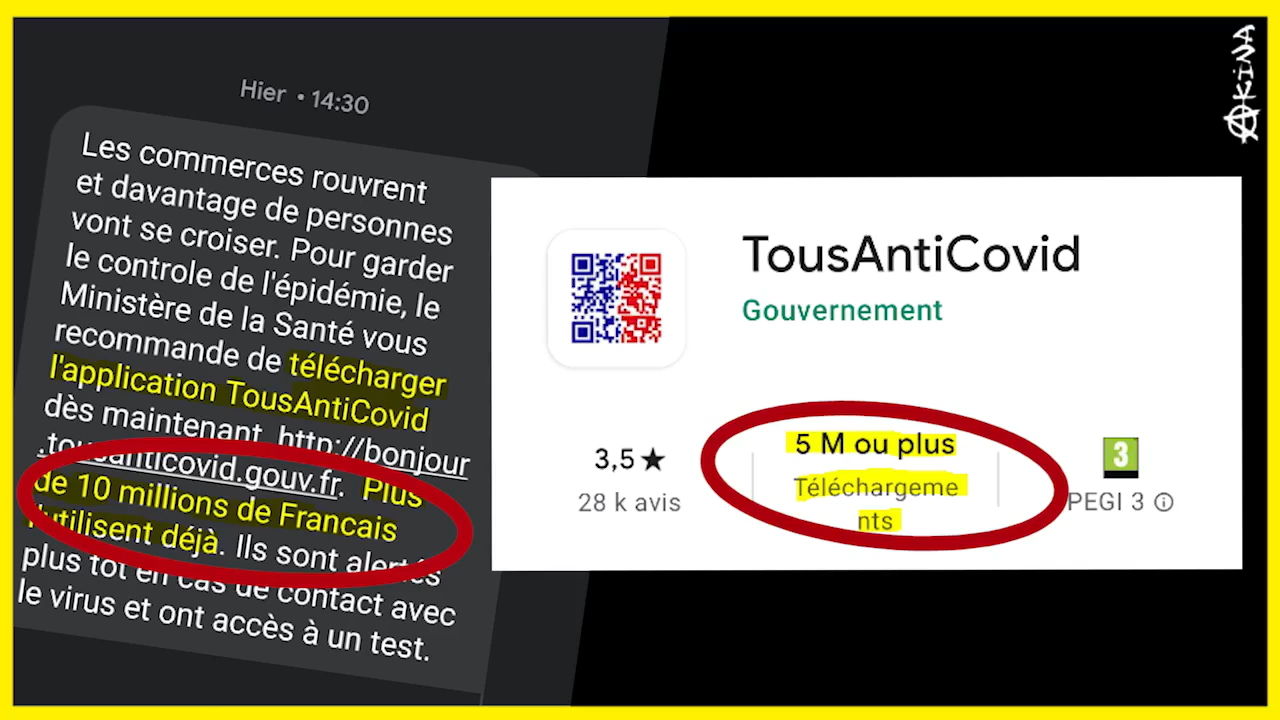 Hier • 14:30
Les commerces rouvrent
et davantage de personnes
vont se croiser. Pour garder
le controle de l'épidémie, le
Ministère de la Santé vous
recommande de télécharger
l'application TousAntiCovid
dès maintenant http://bonjour
.tousanticovid.gouv.fr. Plus
de 10 millions de Francais
l'utilisent déjà. Ils sont alertés
plus tôt en cas de contact avec
le virus et ont accès à un test.
TousAntiCovid
Gouvernement
3,5 ★
28 k avis
5 M ou plus
Téléchargeme
nts
3
PEGI 3
AKINA